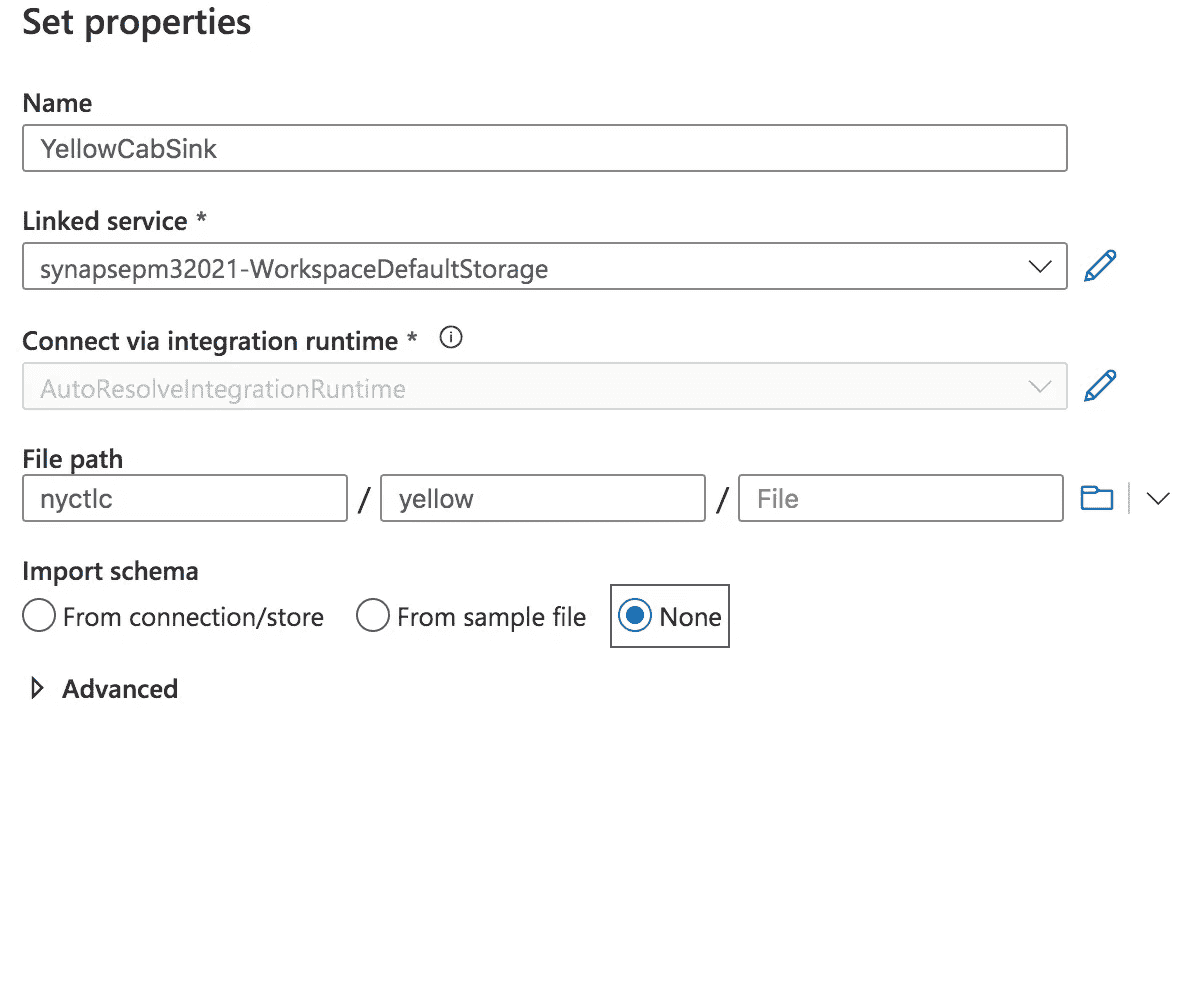 Set properties
Name
YellowCabSink
Linked service *
synapsepm32021-WorkspaceDefaultStorage
Connect via integration runtime *
AutoResolveIntegrationRuntime
File path
nyctlc / yellow / File
Import schema
From connection/store From sample file None
Advanced